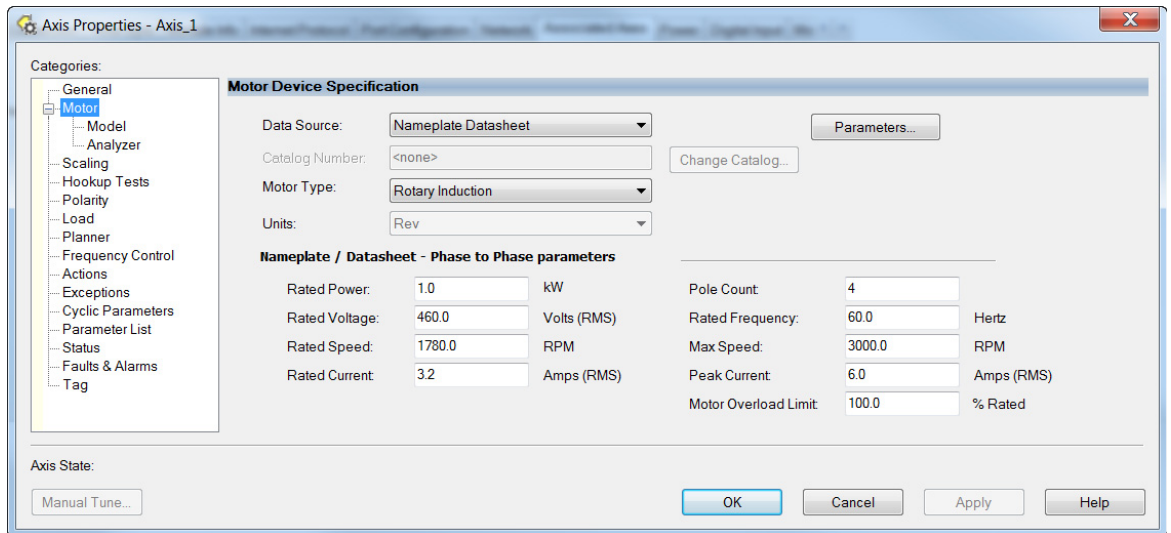 Axis Properties - Axis_1
Categories:
General
Motor
Model
Analyzer
Scaling
Hookup Tests
Polarity
Load
Planner
Frequency Control
Actions
Exceptions
Cyclic Parameters
Parameter List
Status
Faults & Alarms
Tag
Motor Device Specification
Data Source: Nameplate Datasheet Parameters...
Catalog Number: <none> Change Catalog...
Motor Type: Rotary Induction
Units: Rev
Nameplate / Datasheet - Phase to Phase parameters
Rated Power: 1.0 kW Pole Count: 4
Rated Voltage: 460.0 Volts (RMS) Rated Frequency: 60.0 Hertz
Rated Speed: 1780.0 RPM Max Speed: 3000.0 RPM
Rated Current: 3.2 Amps (RMS) Peak Current: 6.0 Amps (RMS)
Motor Overload Limit: 100.0 % Rated
Axis State:
Manual Tune... OK Cancel Apply Help